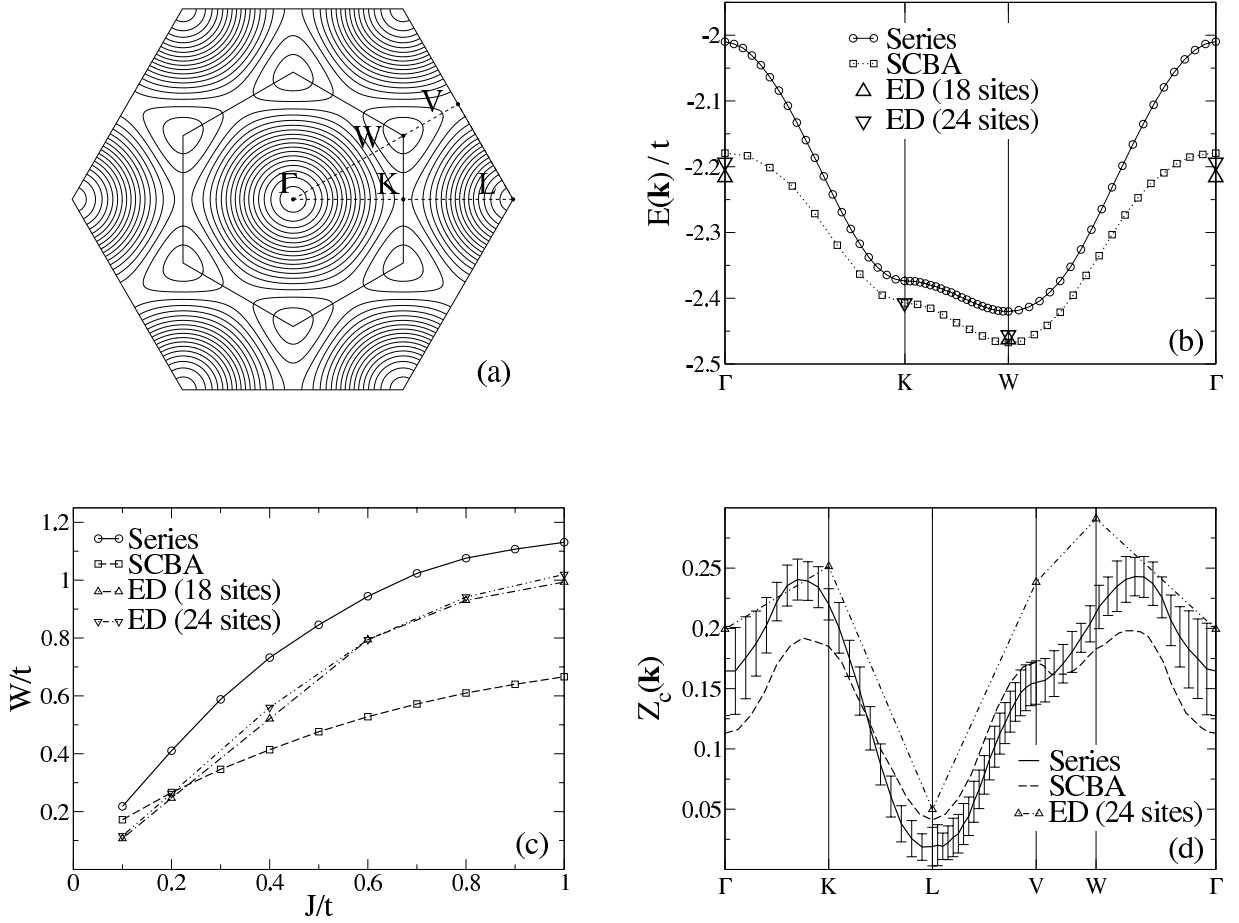 Γ
K
L
W
V
(a)
E(k) / t
-2
-2.1
-2.2
-2.3
-2.4
-2.5
Series
SCBA
ED (18 sites)
ED (24 sites)
(b)
Γ
K
W
Γ
W/t
1.2
1
0.8
0.6
0.4
0.2
Series
SCBA
ED (18 sites)
ED (24 sites)
(c)
0
0.2
0.4
0.6
0.8
1
J/t
Z_c(k)
0.25
0.2
0.15
0.1
0.05
Series
SCBA
ED (24 sites)
(d)
Γ
K
L
V
W
Γ